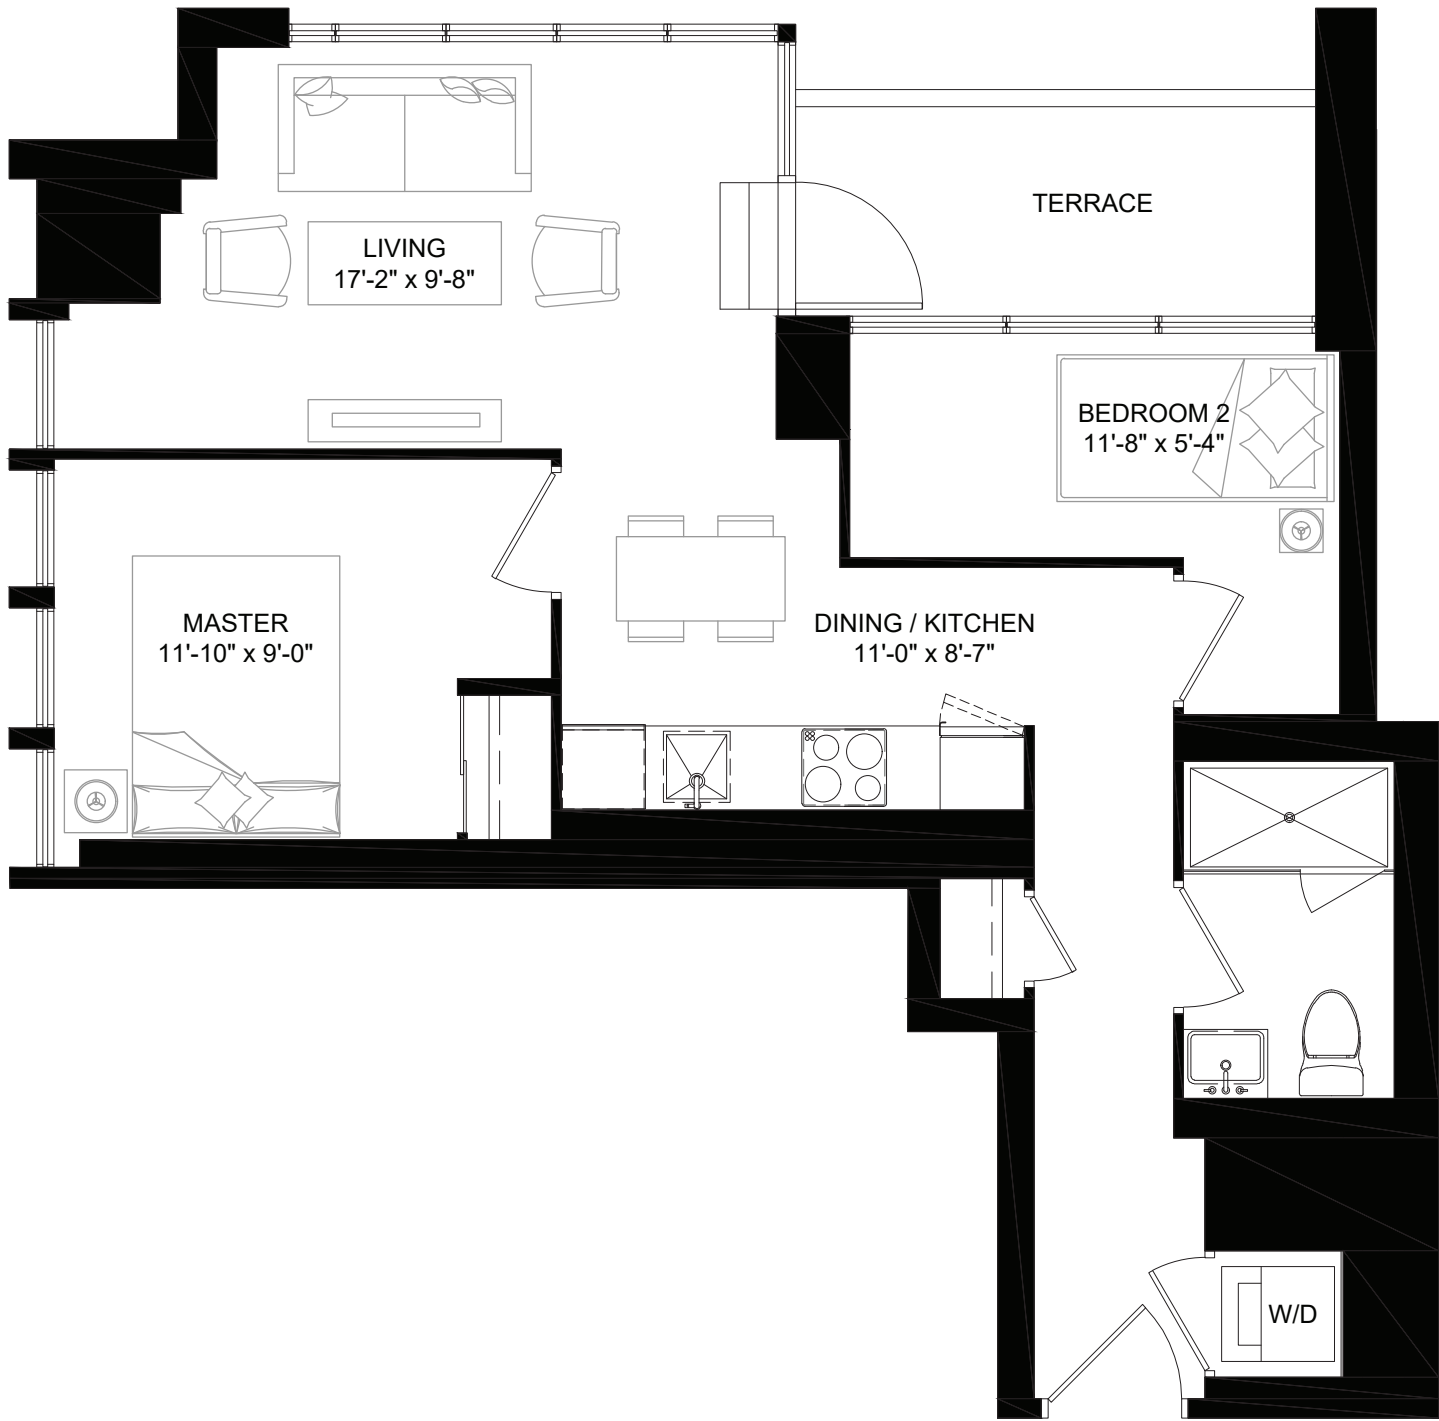 TERRACE
LIVING
17'-2" x 9'-8"
BEDROOM 2
11'-8" x 5'-4"
MASTER
11'-10" x 9'-0"
DINING / KITCHEN
11'-0" x 8'-7"
W/D